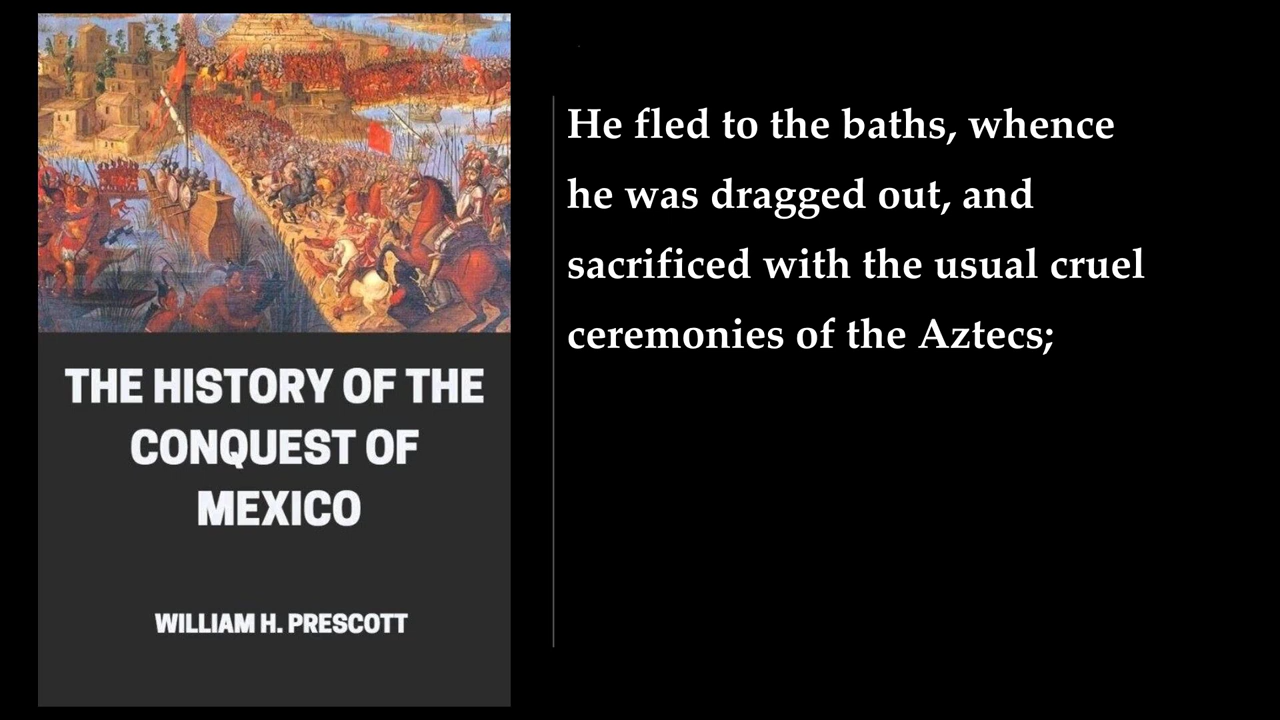 THE HISTORY OF THE
CONQUEST OF
MEXICO
WILLIAM H. PRESCOTT
He fled to the baths, whence
he was dragged out, and
sacrificed with the usual cruel
ceremonies of the Aztecs;